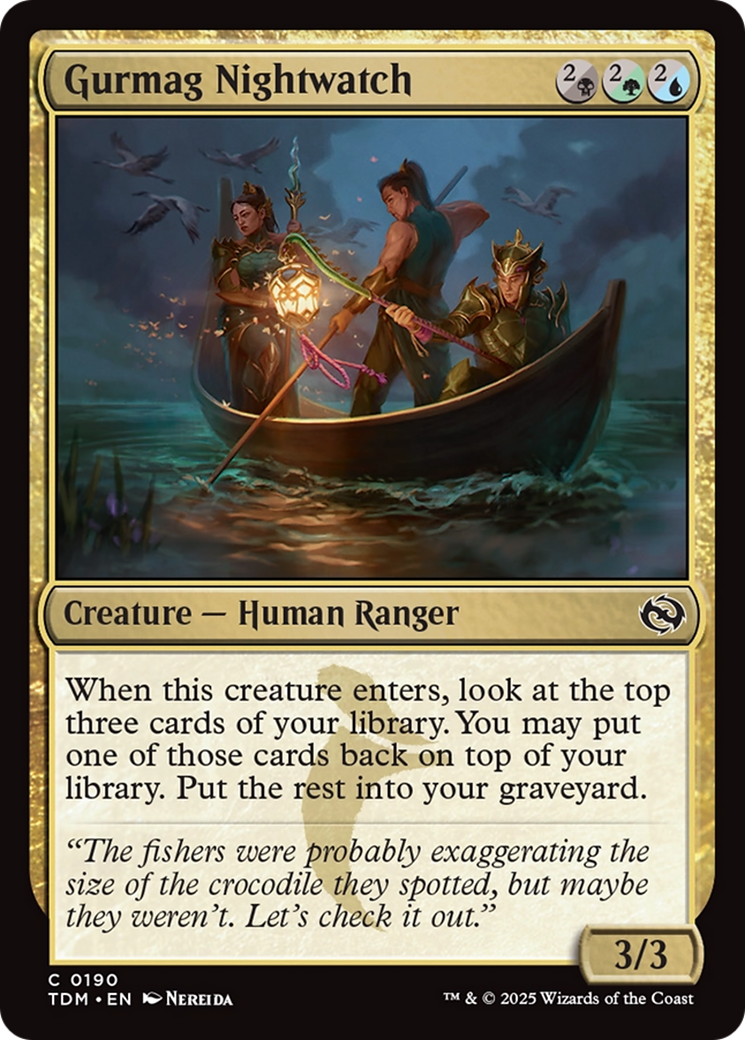 Gurmag Nightwatch 2 2 2
Creature — Human Ranger
When this creature enters, look at the top
three cards of your library. You may put
one of those cards back on top of your
library. Put the rest into your graveyard.
“The fishers were probably exaggerating the
size of the crocodile they spotted, but maybe
they weren’t. Let’s check it out.”
3/3
C 0190
TDM • EN NEREIDA
™ & © 2025 Wizards of the Coast